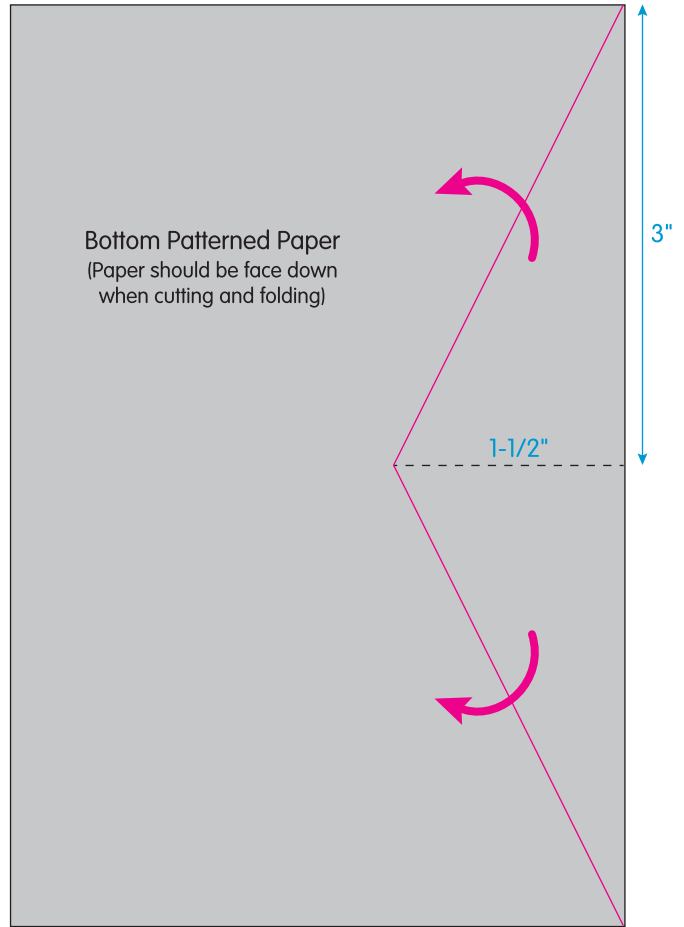 3"
Bottom Patterned Paper
(Paper should be face down
when cutting and folding)
1-1/2"